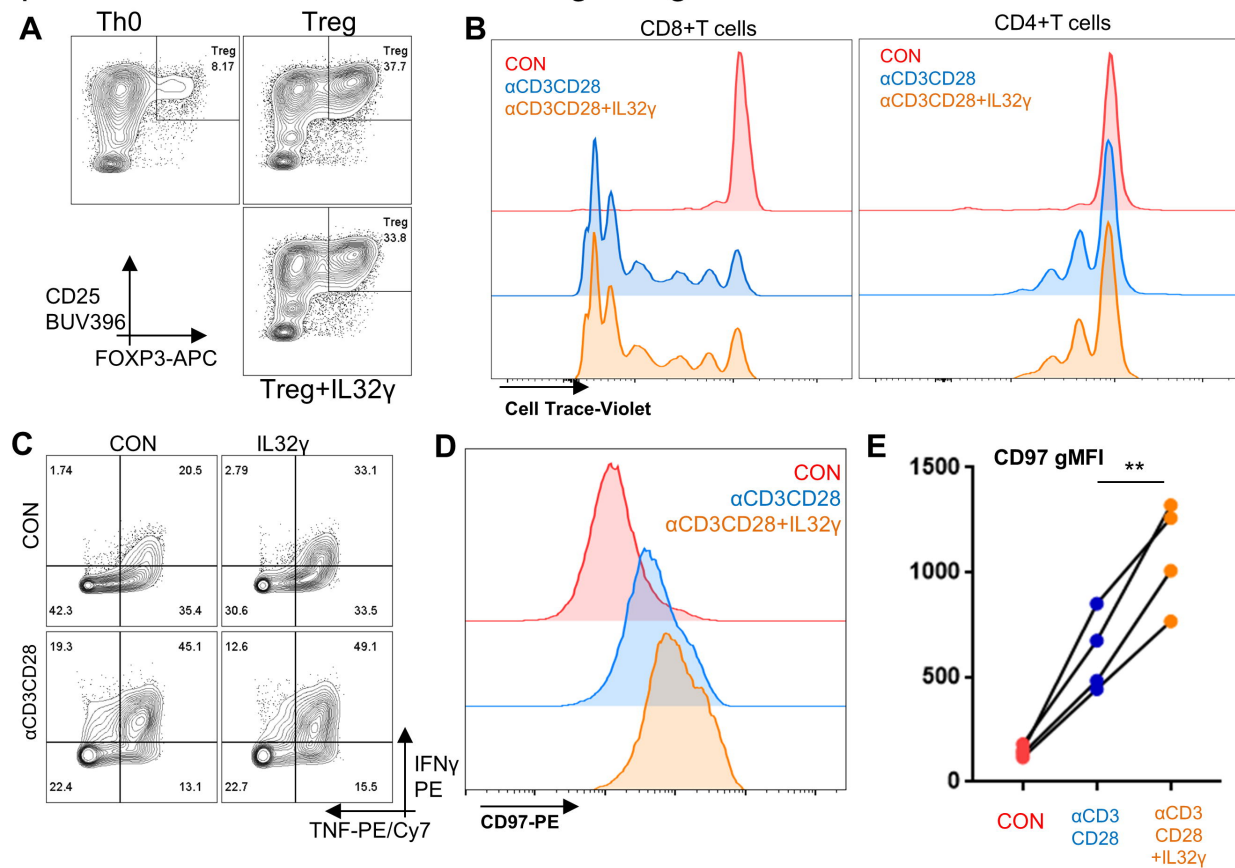 A
Th0
Treg
Treg
8.17
Treg
37.7
Treg
33.8
CD25
BUV396
FOXP3-APC
Treg+IL32γ
B
CD8+T cells
CD4+T cells
CON
αCD3CD28
αCD3CD28+IL32γ
CON
αCD3CD28
αCD3CD28+IL32γ
Cell Trace-Violet
C
CON
IL32γ
CON
αCD3CD28
1.74
20.5
42.3
35.4
2.79
33.1
30.6
33.5
19.3
45.1
22.4
13.1
12.6
49.1
22.7
15.5
IFNγ
PE
TNF-PE/Cy7
D
CON
αCD3CD28
αCD3CD28+IL32γ
CD97-PE
E
CD97 gMFI
**
1500
1000
500
0
CON
αCD3
CD28
αCD3
CD28
+IL32γ